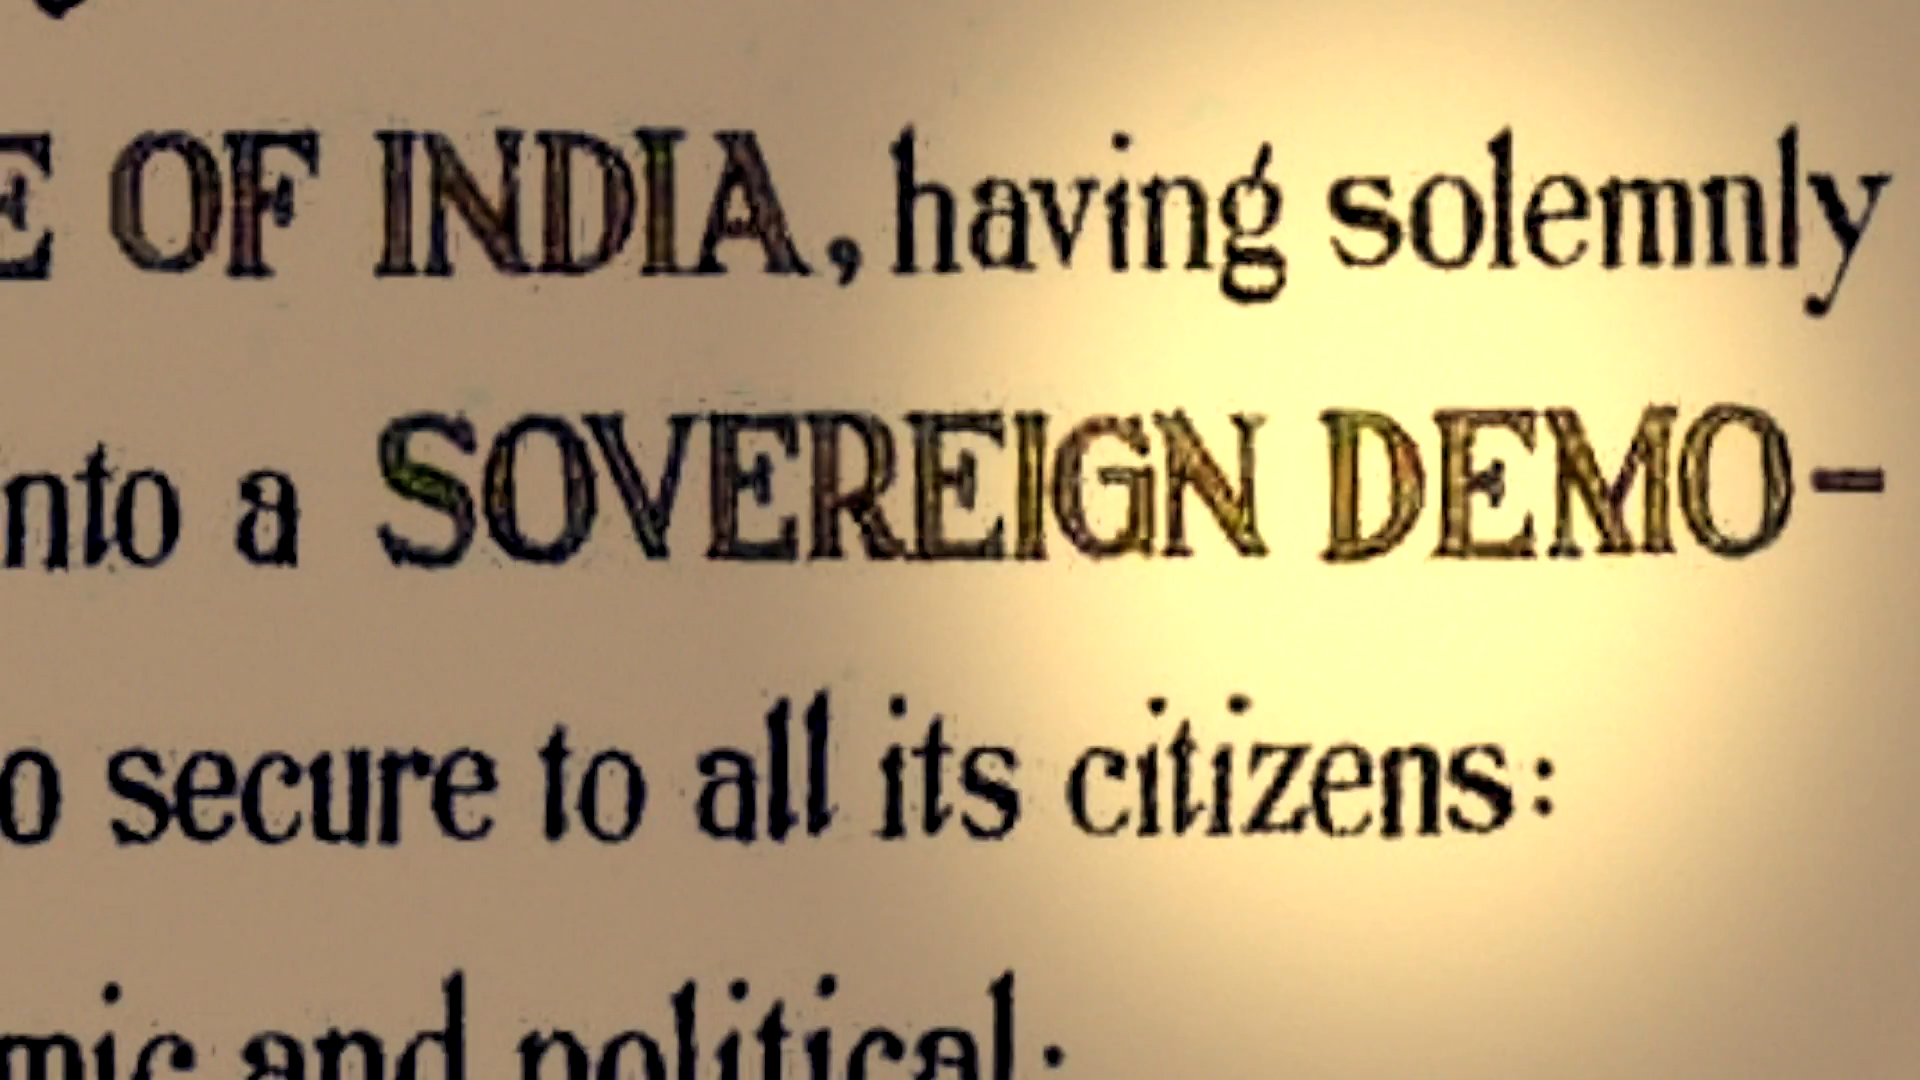 E OF INDIA, having solemnly
nto a SOVEREIGN DEMO-
o secure to all its citizens:
mic and political;